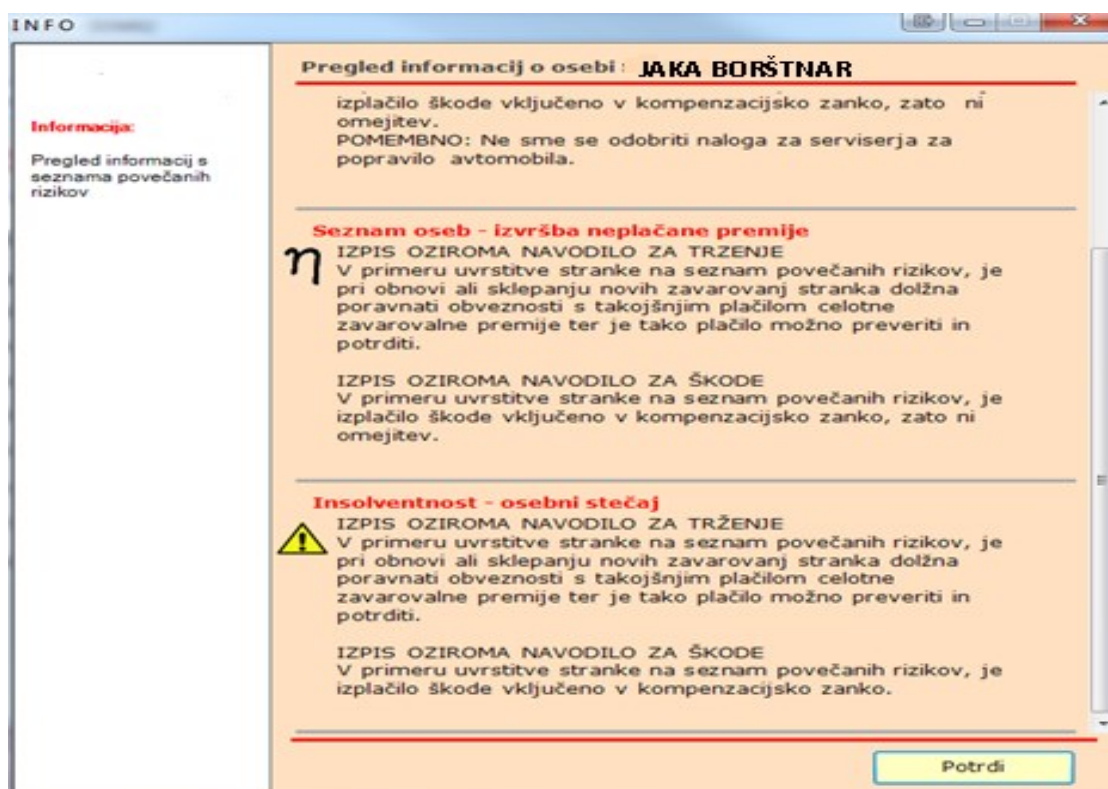 INFO
Informacija:
Pregled informacij s
seznama povečanih
rizikov
Pregled informacij o osebi : JAKA BORŠTNAR
izplačilo škode vključeno v kompenzacijsko zanko, zato ni
omejitev.
POMEMBNO: Ne sme se odobriti naloga za serviserja za
popravilo avtomobila.
Seznam oseb - izvršba neplačane premije
η
IZPIS OZIROMA NAVODILO ZA TRZENJE
V primeru uvrstitve stranke na seznam povečanih rizikov, je
pri obnovi ali sklepanju novih zavarovanj stranka dolžna
poravnati obveznosti s takojšnjim plačilom celotne
zavarovalne premije ter je tako plačilo možno preveriti in
potrditi.
IZPIS OZIROMA NAVODILO ZA ŠKODE
V primeru uvrstitve stranke na seznam povečanih rizikov, je
izplačilo škode vključeno v kompenzacijsko zanko, zato ni
omejitev.
Insolventnost - osebni stečaj
IZPIS OZIROMA NAVODILO ZA TRŽENJE
V primeru uvrstitve stranke na seznam povečanih rizikov, je
pri obnovi ali sklepanju novih zavarovanj stranka dolžna
poravnati obveznosti s takojšnjim plačilom celotne
zavarovalne premije ter je tako plačilo možno preveriti in
potrditi.
IZPIS OZIROMA NAVODILO ZA ŠKODE
V primeru uvrstitve stranke na seznam povečanih rizikov, je
izplačilo škode vključeno v kompenzacijsko zanko.
Potrdi